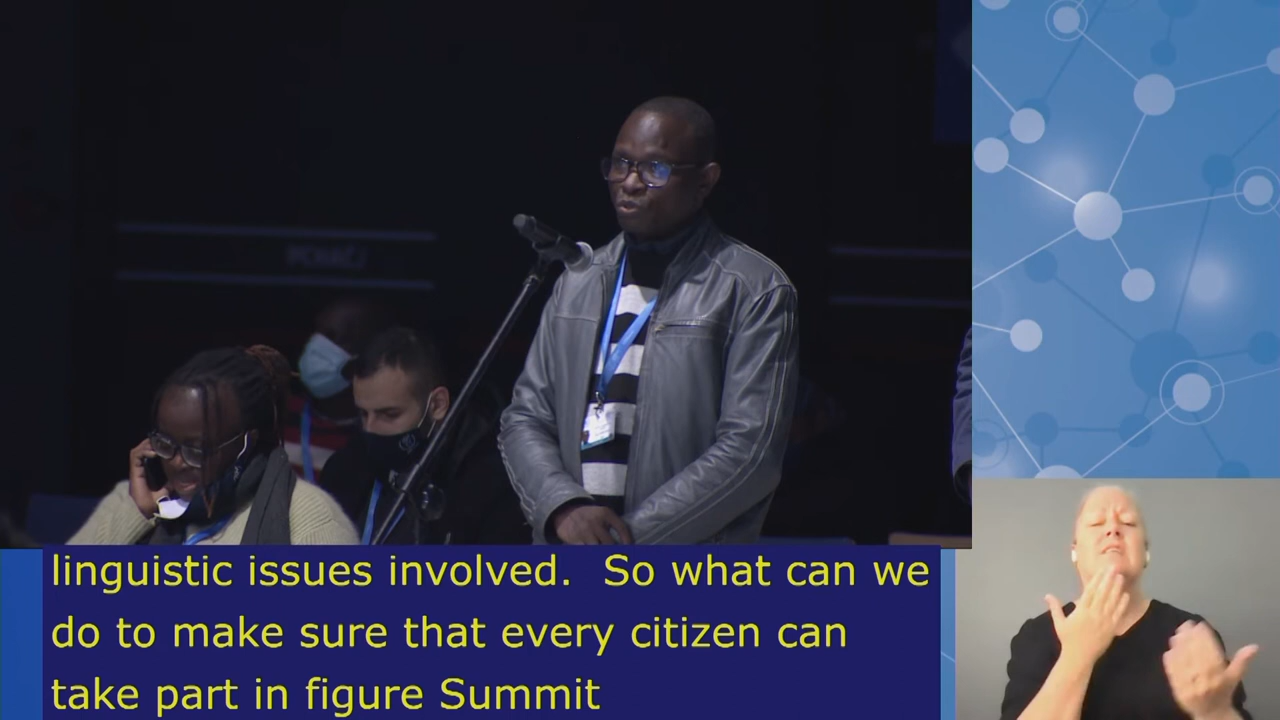 linguistic issues involved.  So what can we
do to make sure that every citizen can
take part in figure Summit